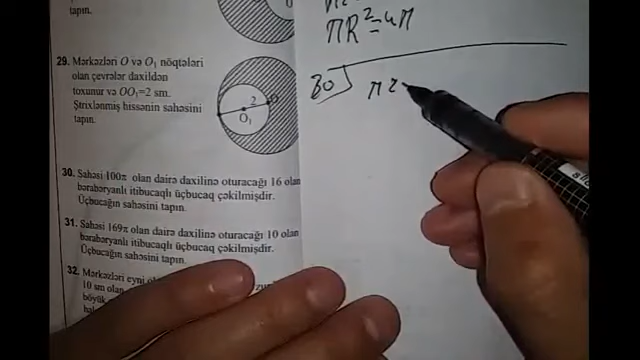 tapın.
πR²=4π
29. Mərkəzləri O və O₁ nöqtələri
olan çevrələr daxildən
toxunur və OO₁=2 sm.
Ştrixlənmiş hissənin sahəsini
tapın.
2 O
O₁
30
30. Sahəsi 100π olan dairə daxilinə oturacağı 16 olan
bərabəryanlı itibucaqlı üçbucaq çəkilmişdir.
Üçbucağın sahəsini tapın.
31. Sahəsi 169π olan dairə daxilinə oturacağı 10 olan
bərabəryanlı itibucaqlı üçbucaq çəkilmişdir.
Üçbucağın sahəsini tapın.
32. Mərkəzləri eyni
10 sm olan
böyük